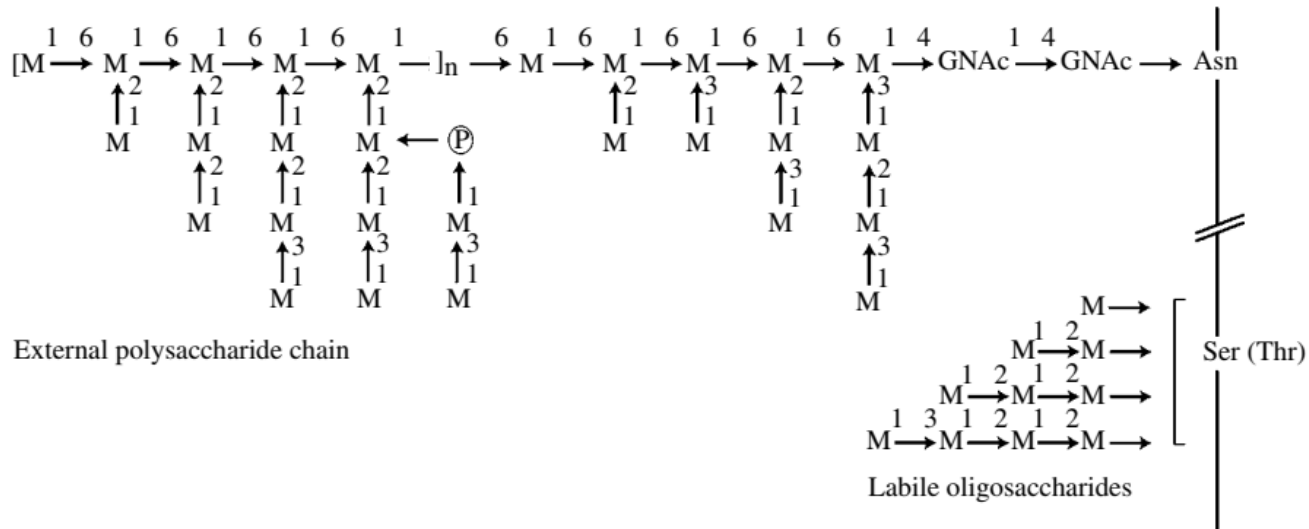 1 6 1 6 1 6 1 6 1 6 1 6 1 6 1 6 1 6 1 4 1 4
[M M M M M ]n M M M M M GNAc GNAc Asn
2 2 2 2 2 3 2 3
1 1 1 1 1 1 1 1
M M M M P M M M M
2 2 2 1 3 2
1 1 1 1 1
M M M M M M
3 3 3 3
1 1 1 1
M M M M
M
External polysaccharide chain
1 2
M M Ser (Thr)
1 2 1 2
M M M
1 3 1 2 1 2
M M M M
Labile oligosaccharides